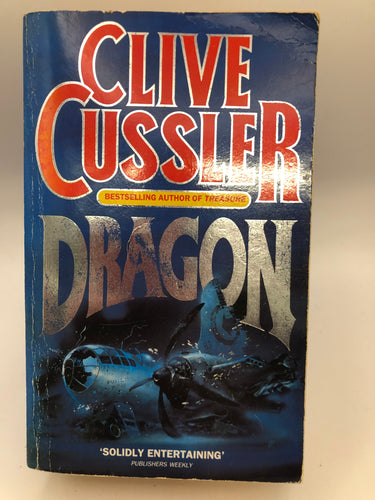 CLIVE
CUSSLER
BESTSELLING AUTHOR OF TREASURE
DRAGON
'SOLIDLY ENTERTAINING'
PUBLISHERS WEEKLY